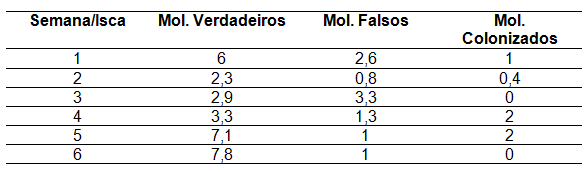 Semana/Isca Mol. Verdadeiros Mol. Falsos Mol. Colonizados
1 6 2,6 1
2 2,3 0,8 0,4
3 2,9 3,3 0
4 3,3 1,3 2
5 7,1 1 2
6 7,8 1 0